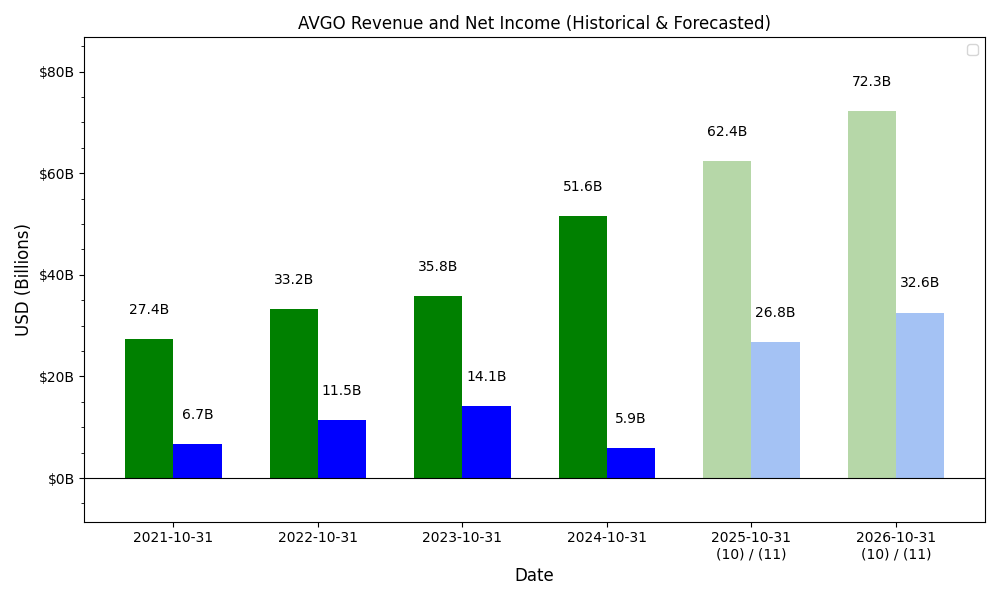 AVGO Revenue and Net Income (Historical & Forecasted)
USD (Billions)
$80B
$60B
$40B
$20B
$0B
27.4B
6.7B
33.2B
11.5B
35.8B
14.1B
51.6B
5.9B
62.4B
26.8B
72.3B
32.6B
2021-10-31
2022-10-31
2023-10-31
2024-10-31
2025-10-31
(10) / (11)
2026-10-31
(10) / (11)
Date